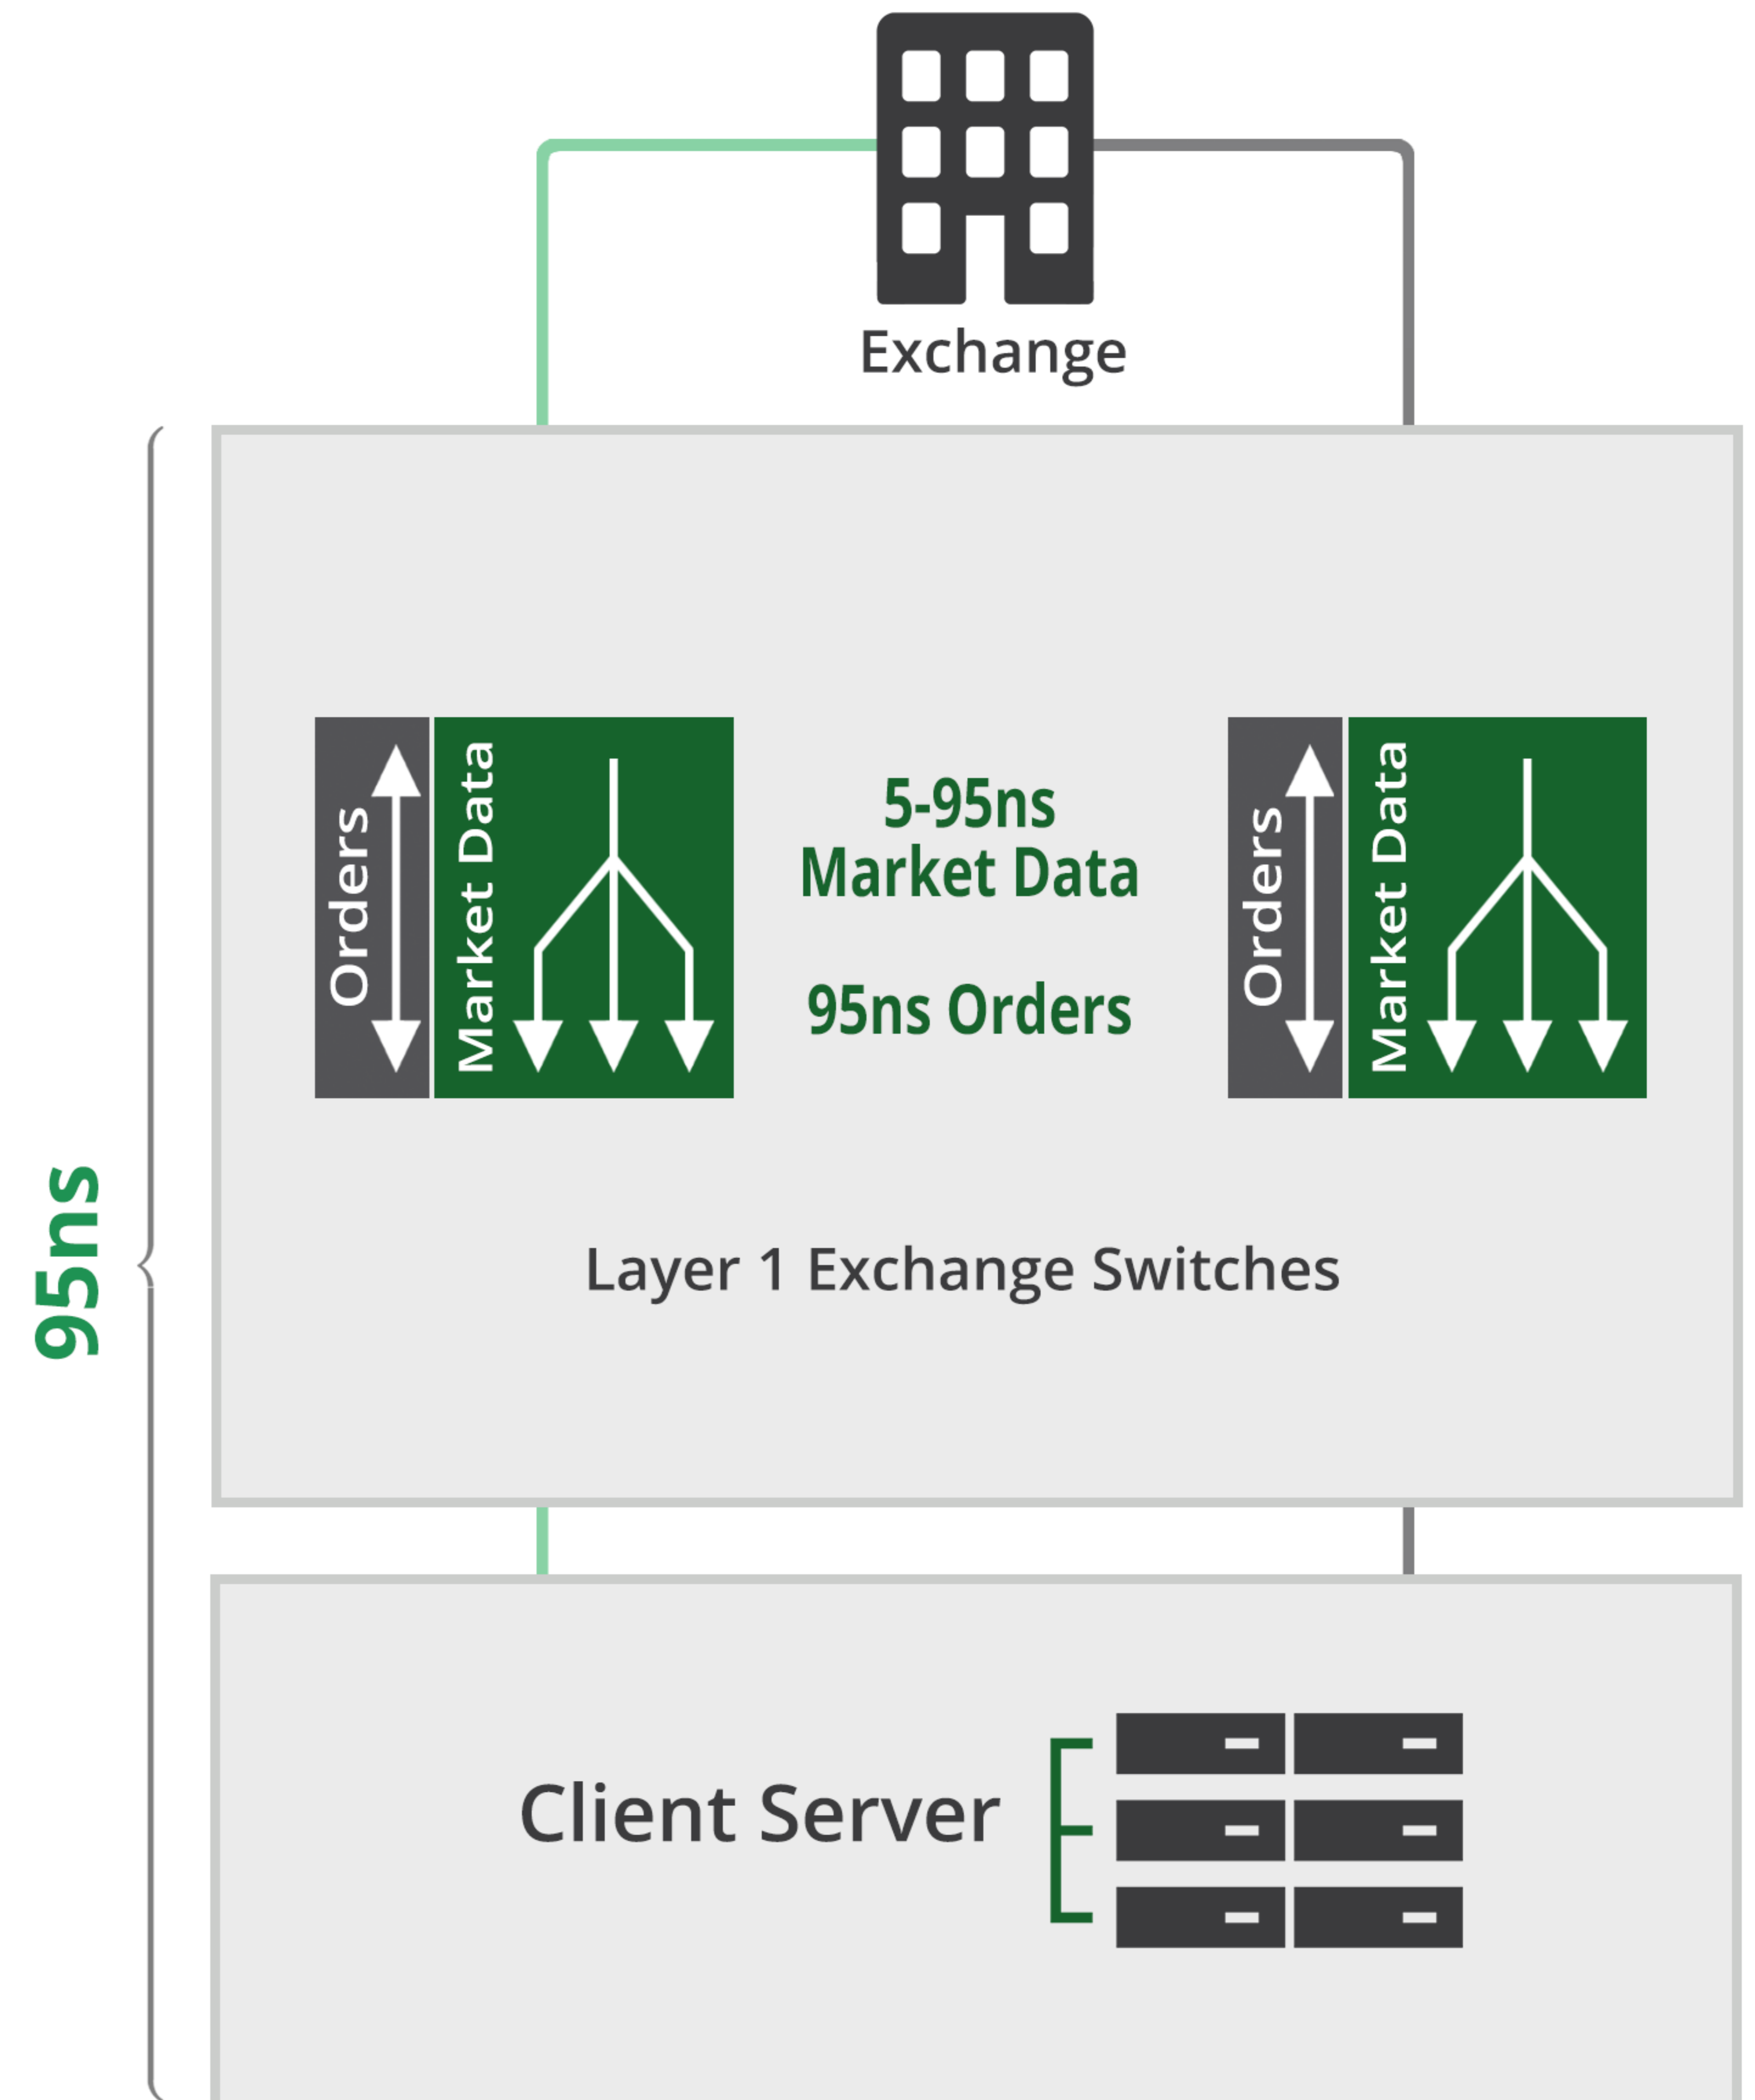 Exchange
95ns
Orders
Market Data
5-95ns
Market Data
95ns Orders
Orders
Market Data
Layer 1 Exchange Switches
Client Server